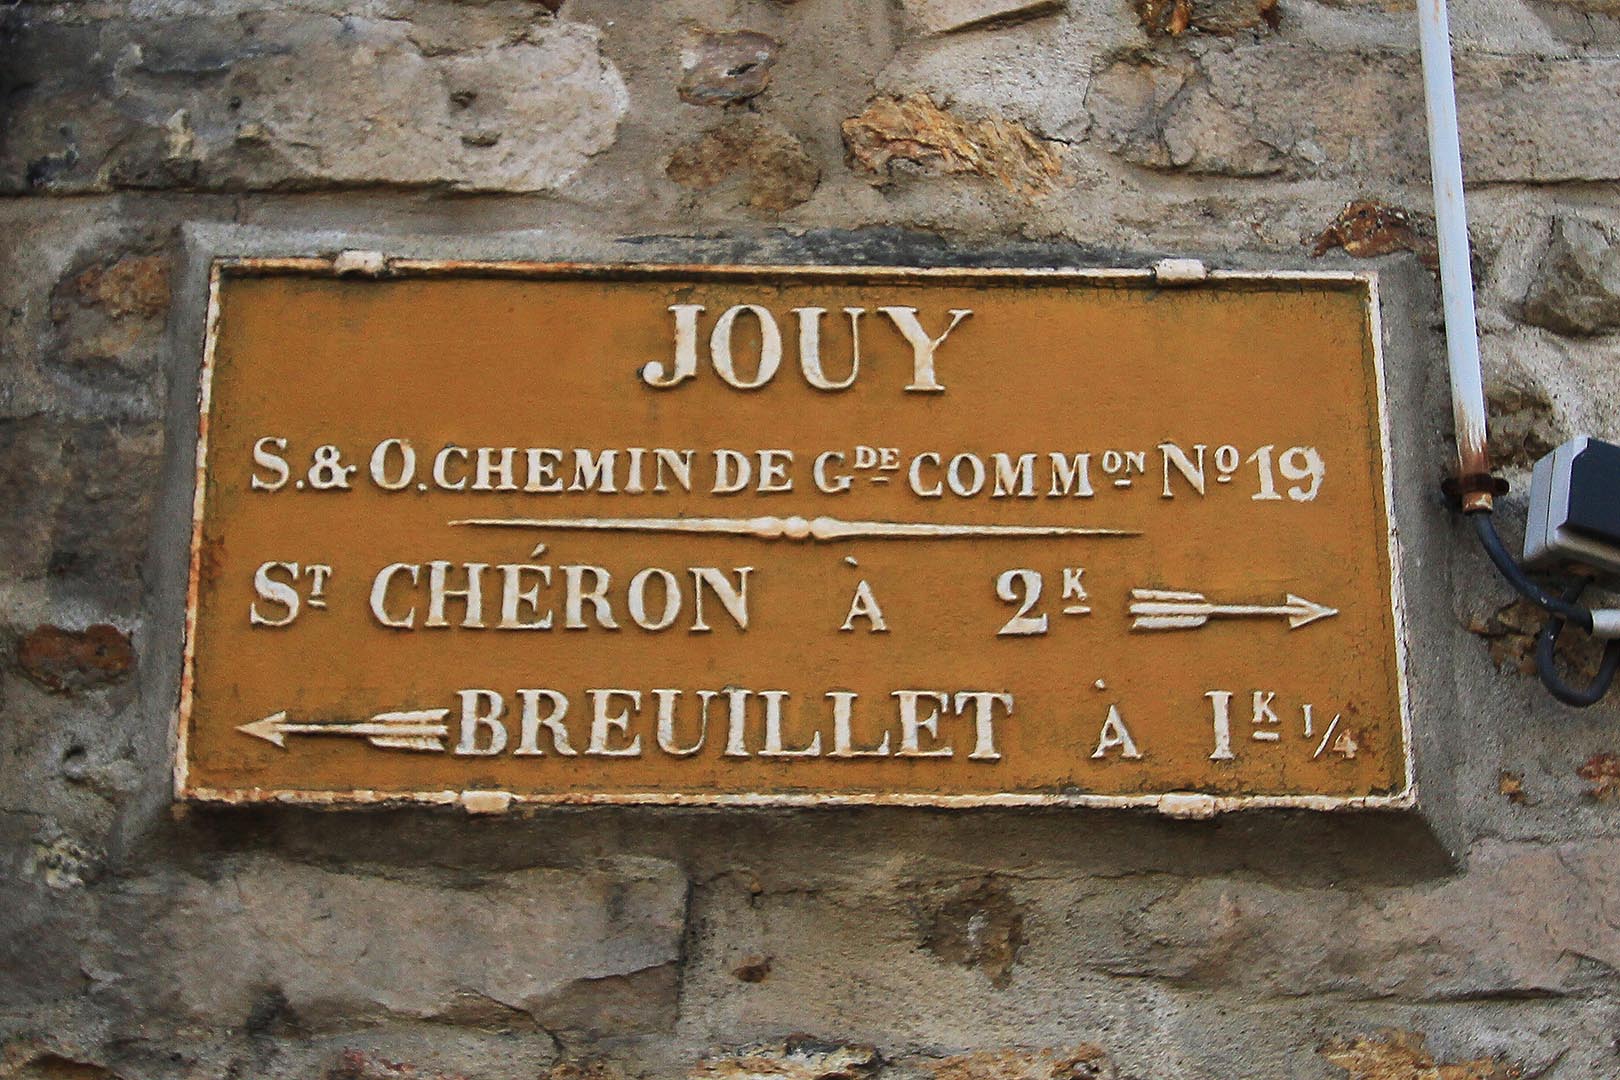 JOUY
S. & O. CHEMIN DE GDE COMMON NO 19
ST CHÉRON À 2K
BREUILLET À 1K 1/4